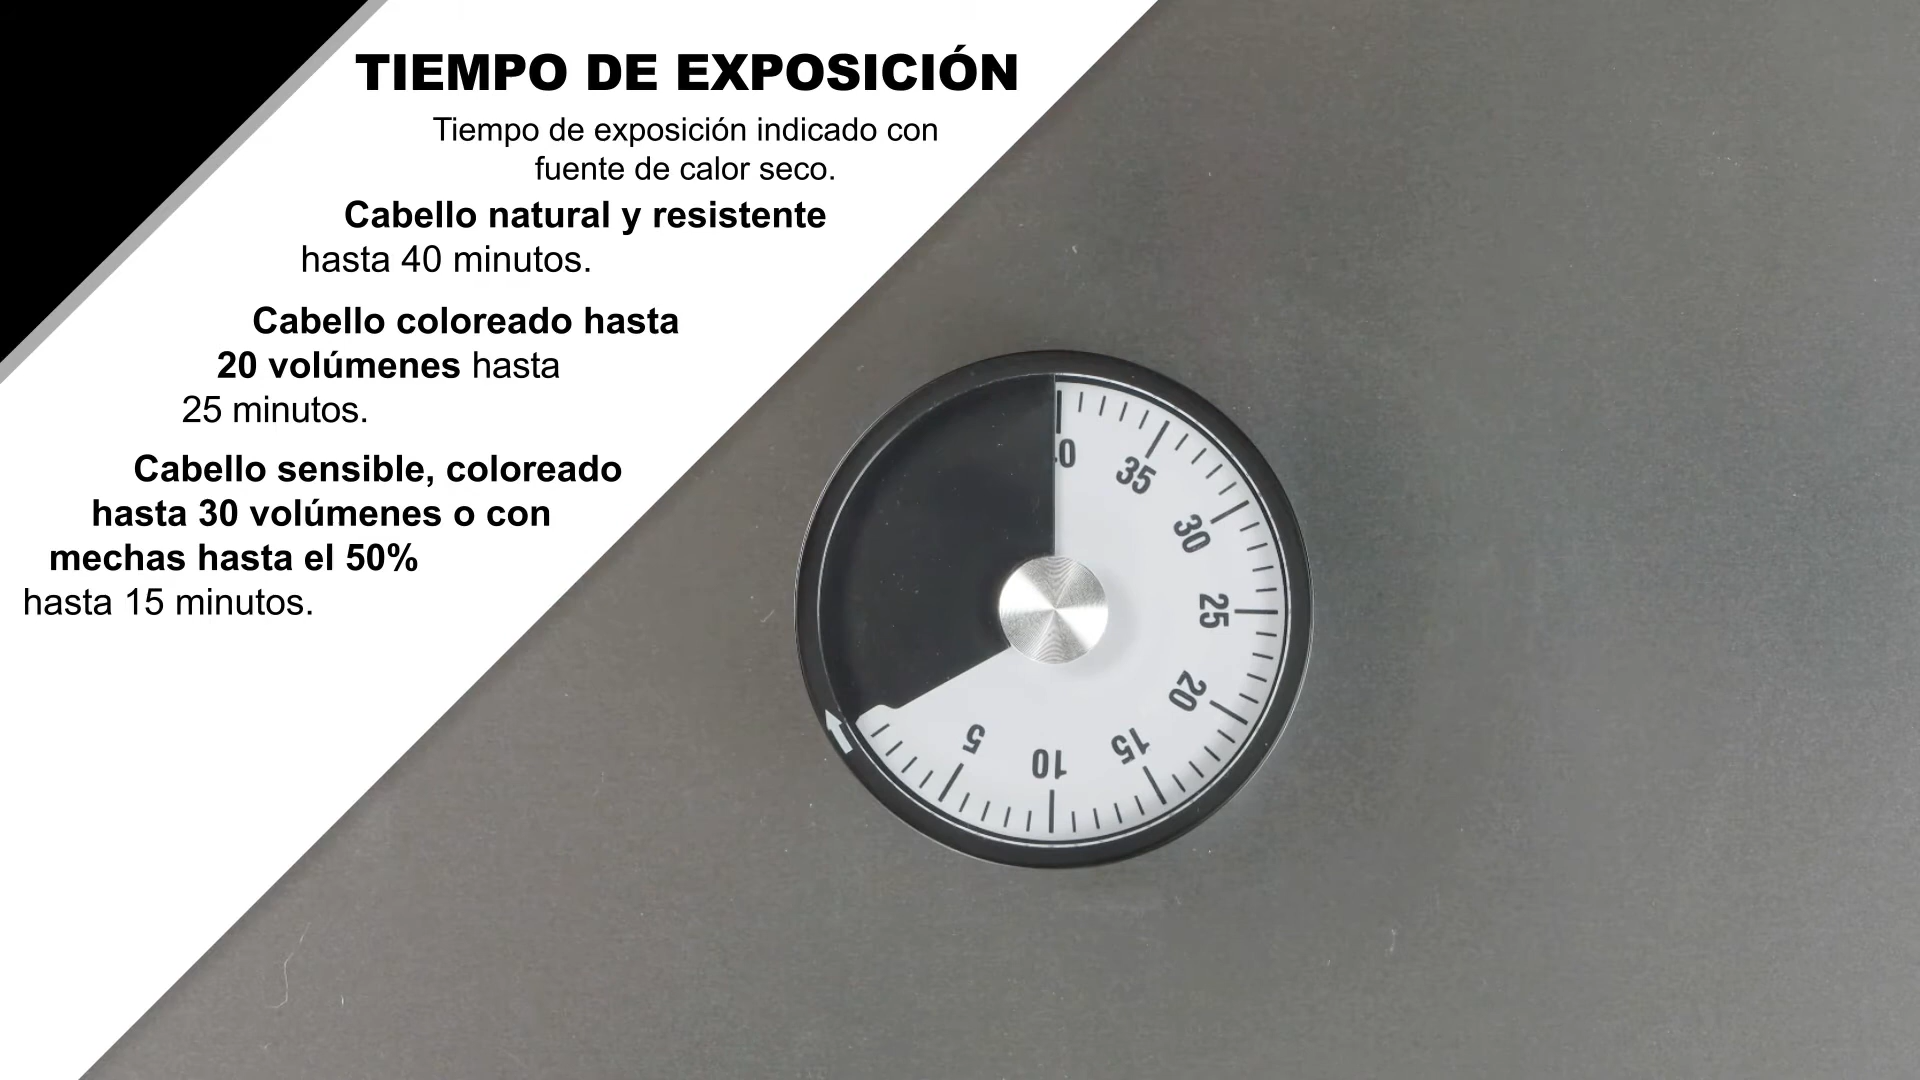 TIEMPO DE EXPOSICIÓN
Tiempo de exposición indicado con
fuente de calor seco.
Cabello natural y resistente
hasta 40 minutos.
Cabello coloreado hasta
20 volúmenes hasta
25 minutos.
Cabello sensible, coloreado
hasta 30 volúmenes o con
mechas hasta el 50%
hasta 15 minutos.
35
30
25
20
15
10
5